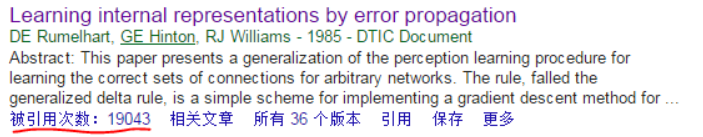 Learning internal representations by error propagation
DE Rumelhart, GE Hinton, RJ Williams - 1985 - DTIC Document
Abstract: This paper presents a generalization of the perception learning procedure for
learning the correct sets of connections for arbitrary networks. The rule, falled the
generalized delta rule, is a simple scheme for implementing a gradient descent method for ...
被引用次数：19043 相关文章 所有 36 个版本 引用 保存 更多